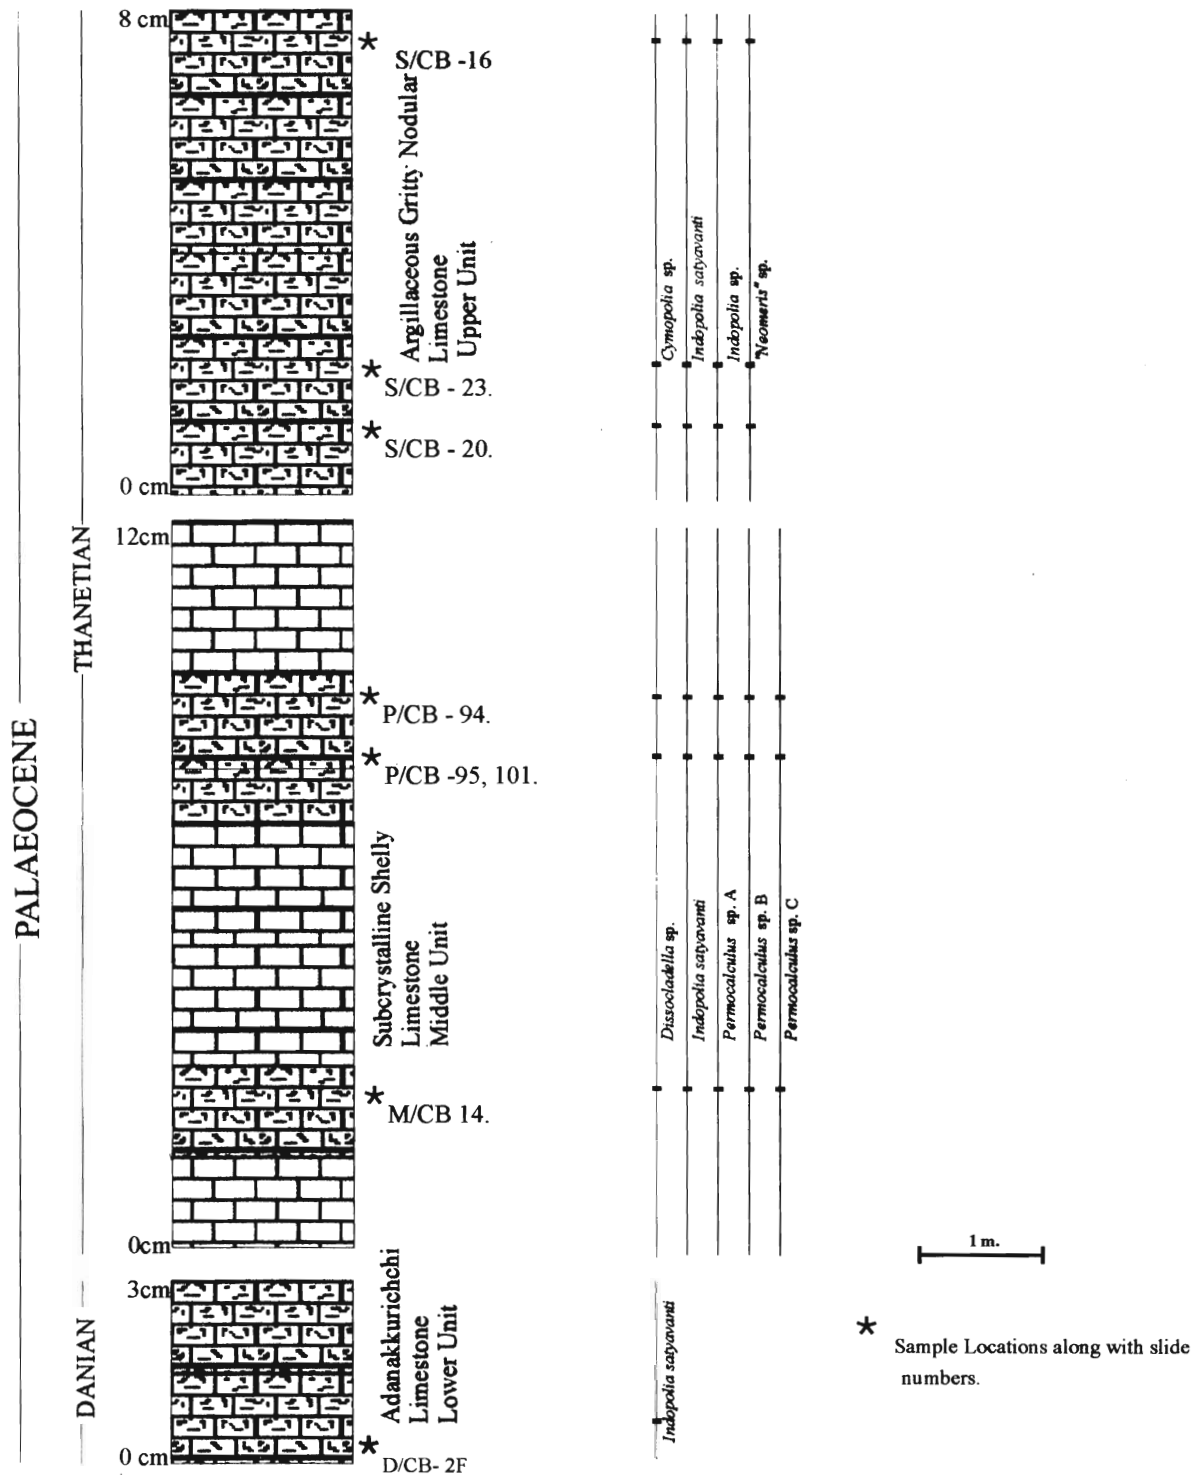 PALAEOCENE
THANETIAN
DANIAN
8 cm
S/CB -16
Argillaceous Gritty Nodular
Limestone
Upper Unit
S/CB - 23.
S/CB - 20.
0 cm
Cymopolia sp.
Indopolia satyavanti
Indopolia sp.
"Neomeris" sp.
12cm
P/CB - 94.
P/CB -95, 101.
Subcrystalline Shelly
Limestone
Middle Unit
M/CB 14.
0cm
Dissocladella sp.
Indopolia satyavanti
Permocalculus sp. A
Permocalculus sp. B
Permocalculus sp. C
3cm
Adanakkurichchi
Limestone
Lower Unit
0 cm
D/CB- 2F
Indopolia satyavanti
1 m.
* Sample Locations along with slide
numbers.